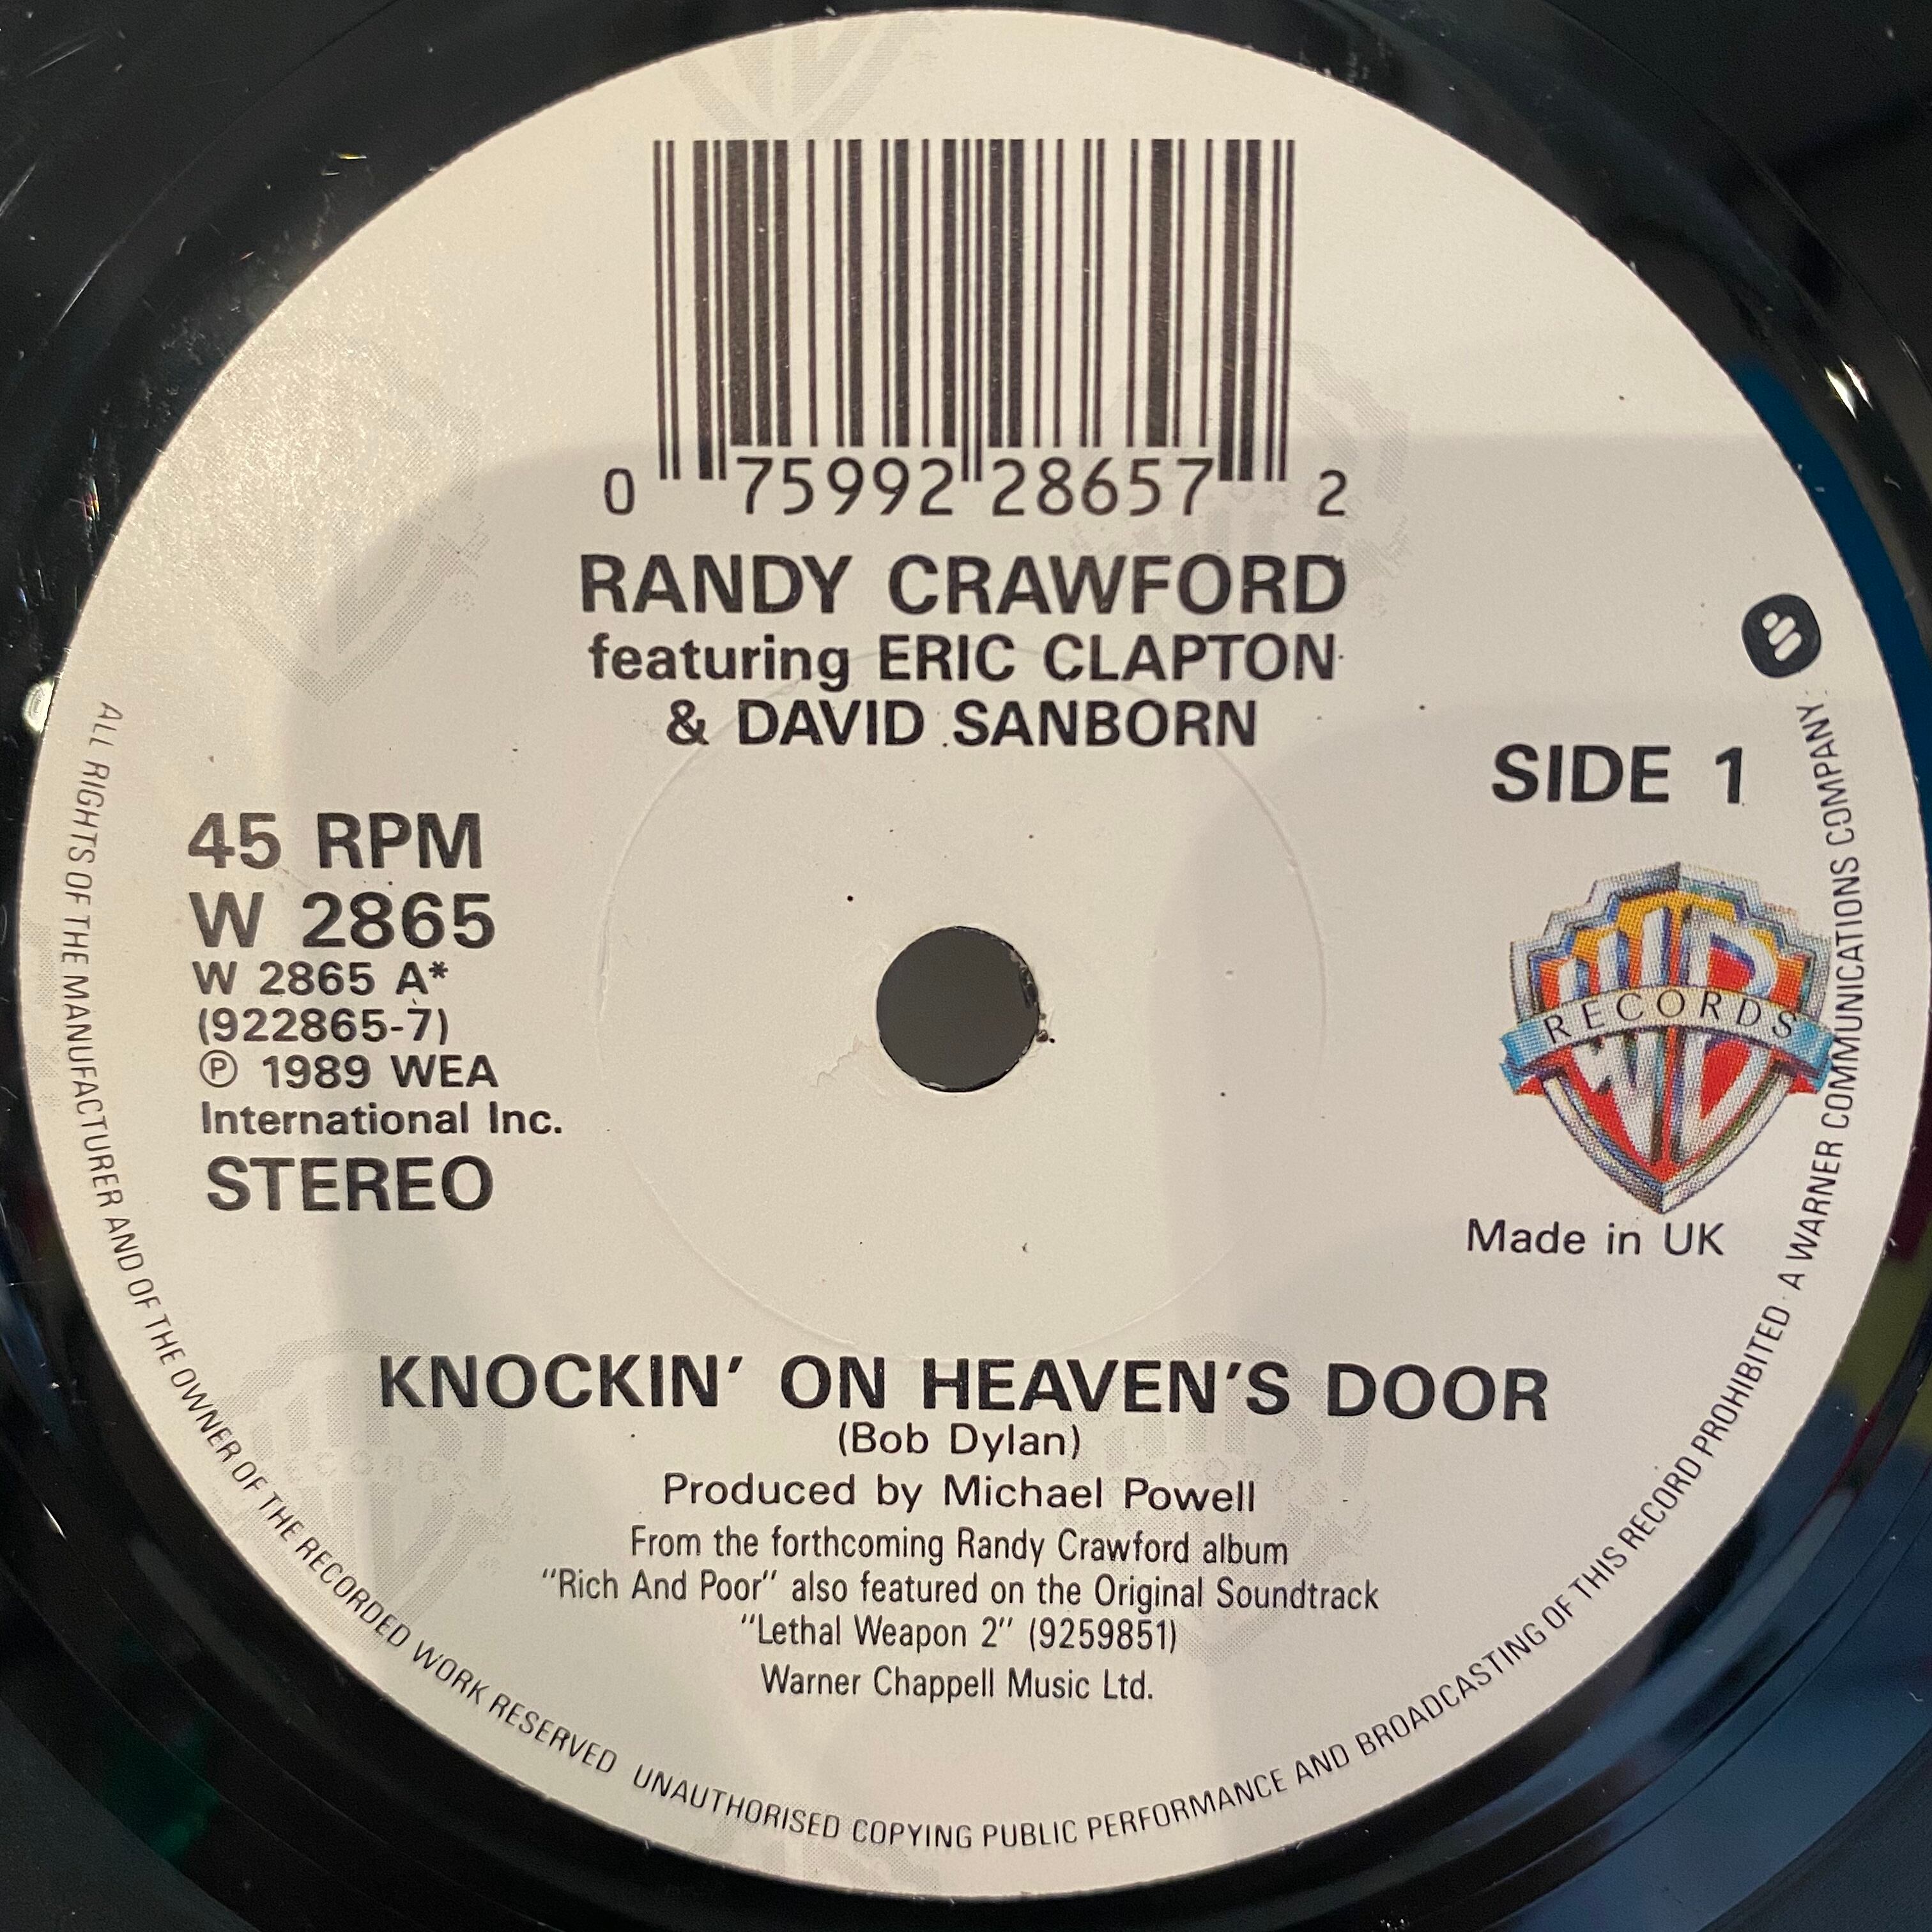 0 75992 28657 2
RANDY CRAWFORD
featuring ERIC CLAPTON
& DAVID SANBORN
SIDE 1
45 RPM
W 2865
W 2865 A*
(922865-7)
Ⓟ 1989 WEA
International Inc.
STEREO
RECORDS
Made in UK
KNOCKIN' ON HEAVEN'S DOOR
(Bob Dylan)
Produced by Michael Powell
From the forthcoming Randy Crawford album
"Rich And Poor" also featured on the Original Soundtrack
"Lethal Weapon 2" (9259851)
Warner Chappell Music Ltd.
ALL RIGHTS OF THE MANUFACTURER AND OF THE OWNER OF THE RECORDED WORK RESERVED UNAUTHORISED COPYING PUBLIC PERFORMANCE AND BROADCASTING OF THIS RECORD PROHIBITED · A WARNER COMMUNICATIONS COMPANY